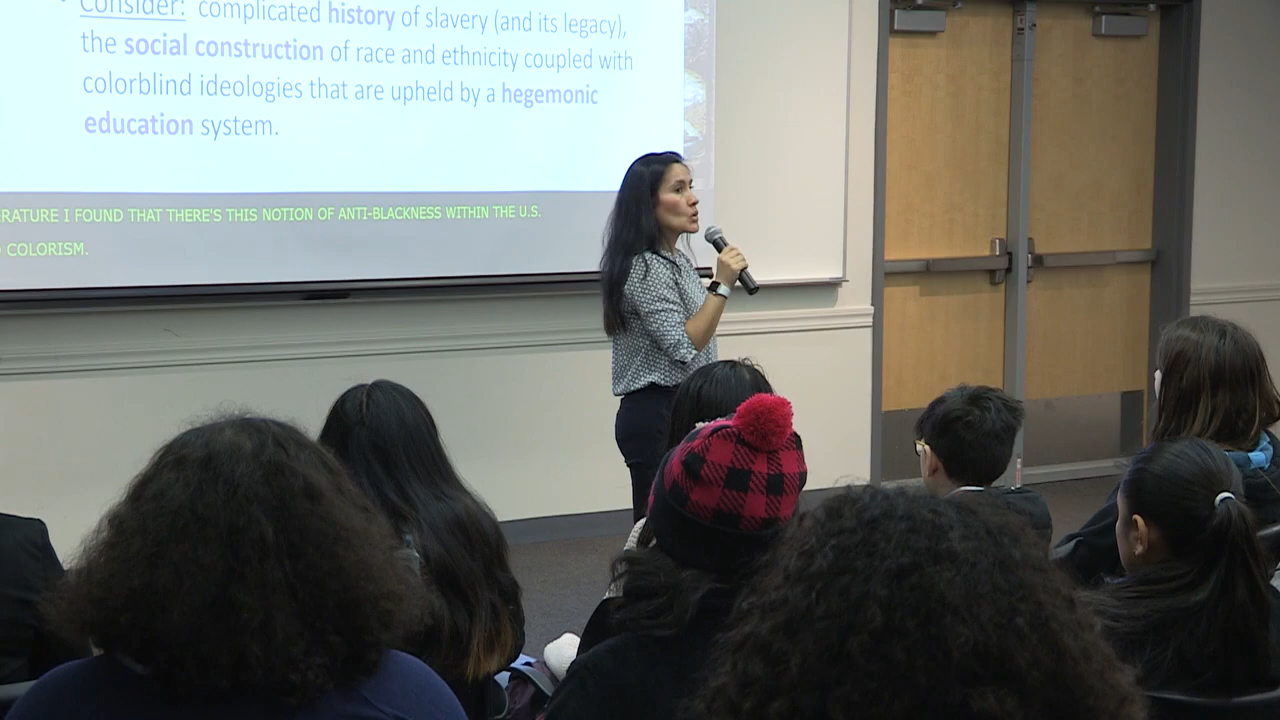 Consider: complicated history of slavery (and its legacy),
the social construction of race and ethnicity coupled with
colorblind ideologies that are upheld by a hegemonic
education system.
RATURE I FOUND THAT THERE'S THIS NOTION OF ANTI-BLACKNESS WITHIN THE U.S.
COLORISM.